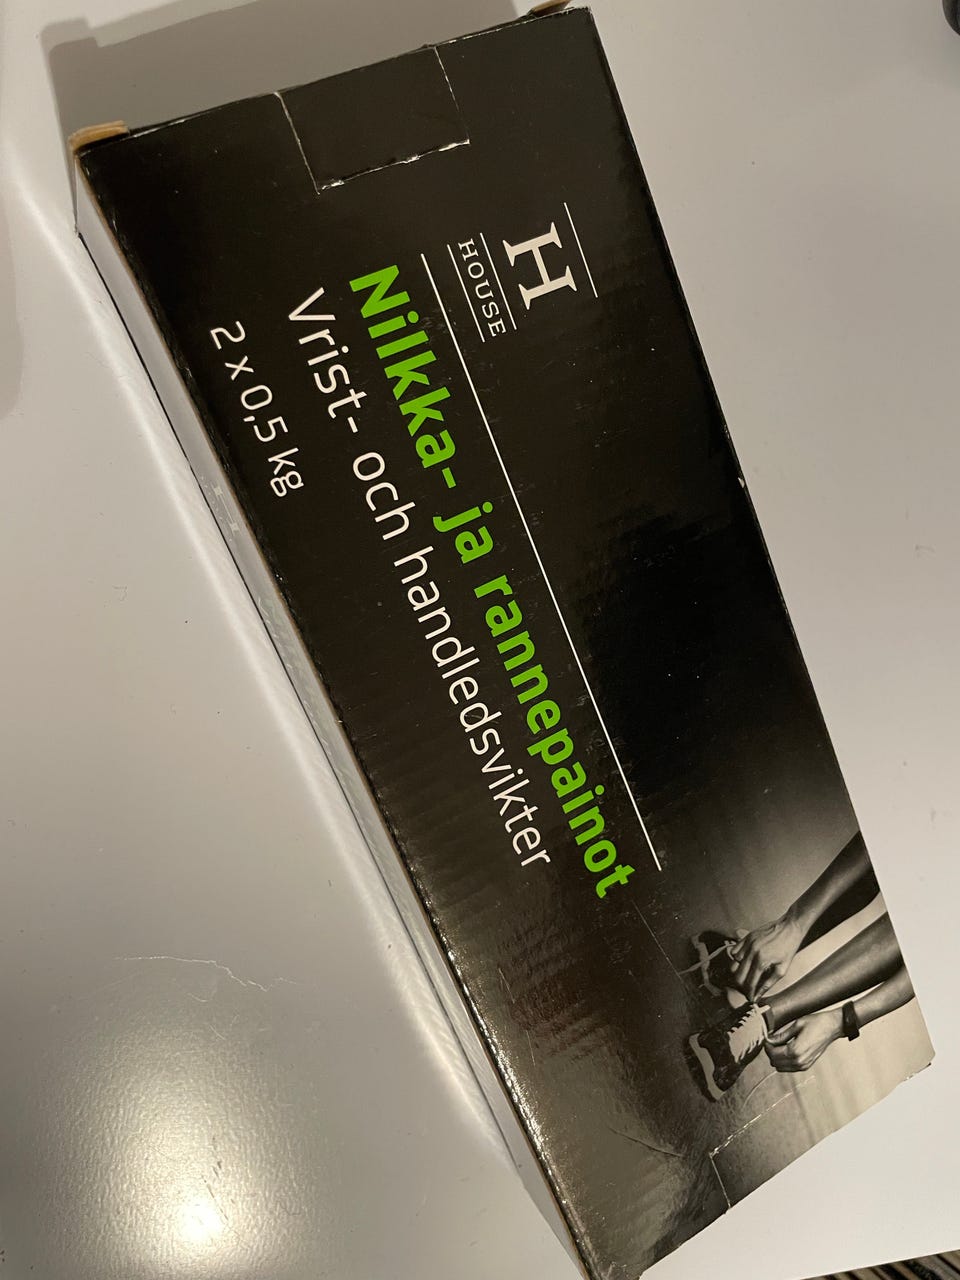 H
HOUSE
Nilkka- ja rannepainot
Vrist- och handledsvikter
2 x 0,5 kg